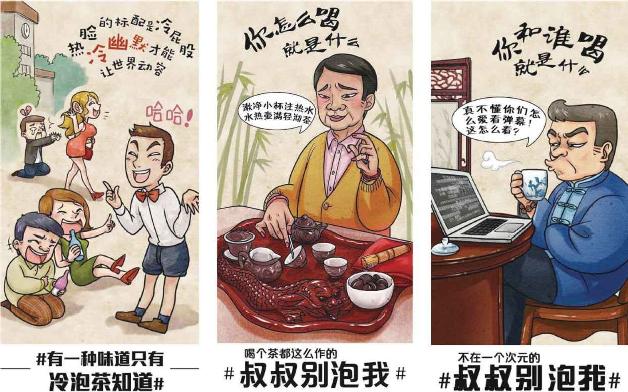 脸的标配是冷屁股
热冷幽默才能
让世界动容
哈哈!
#有一种味道只有
冷泡茶知道#
你怎么喝
就是什么
漱净小杯注热水
水热壶满轻刮茶
喝个茶都这么作的
#叔叔别泡我#
你和谁喝
就是什么
真不懂你们怎
么爱看弹幕!
这怎么看?
不在一个次元的
#叔叔别泡我#